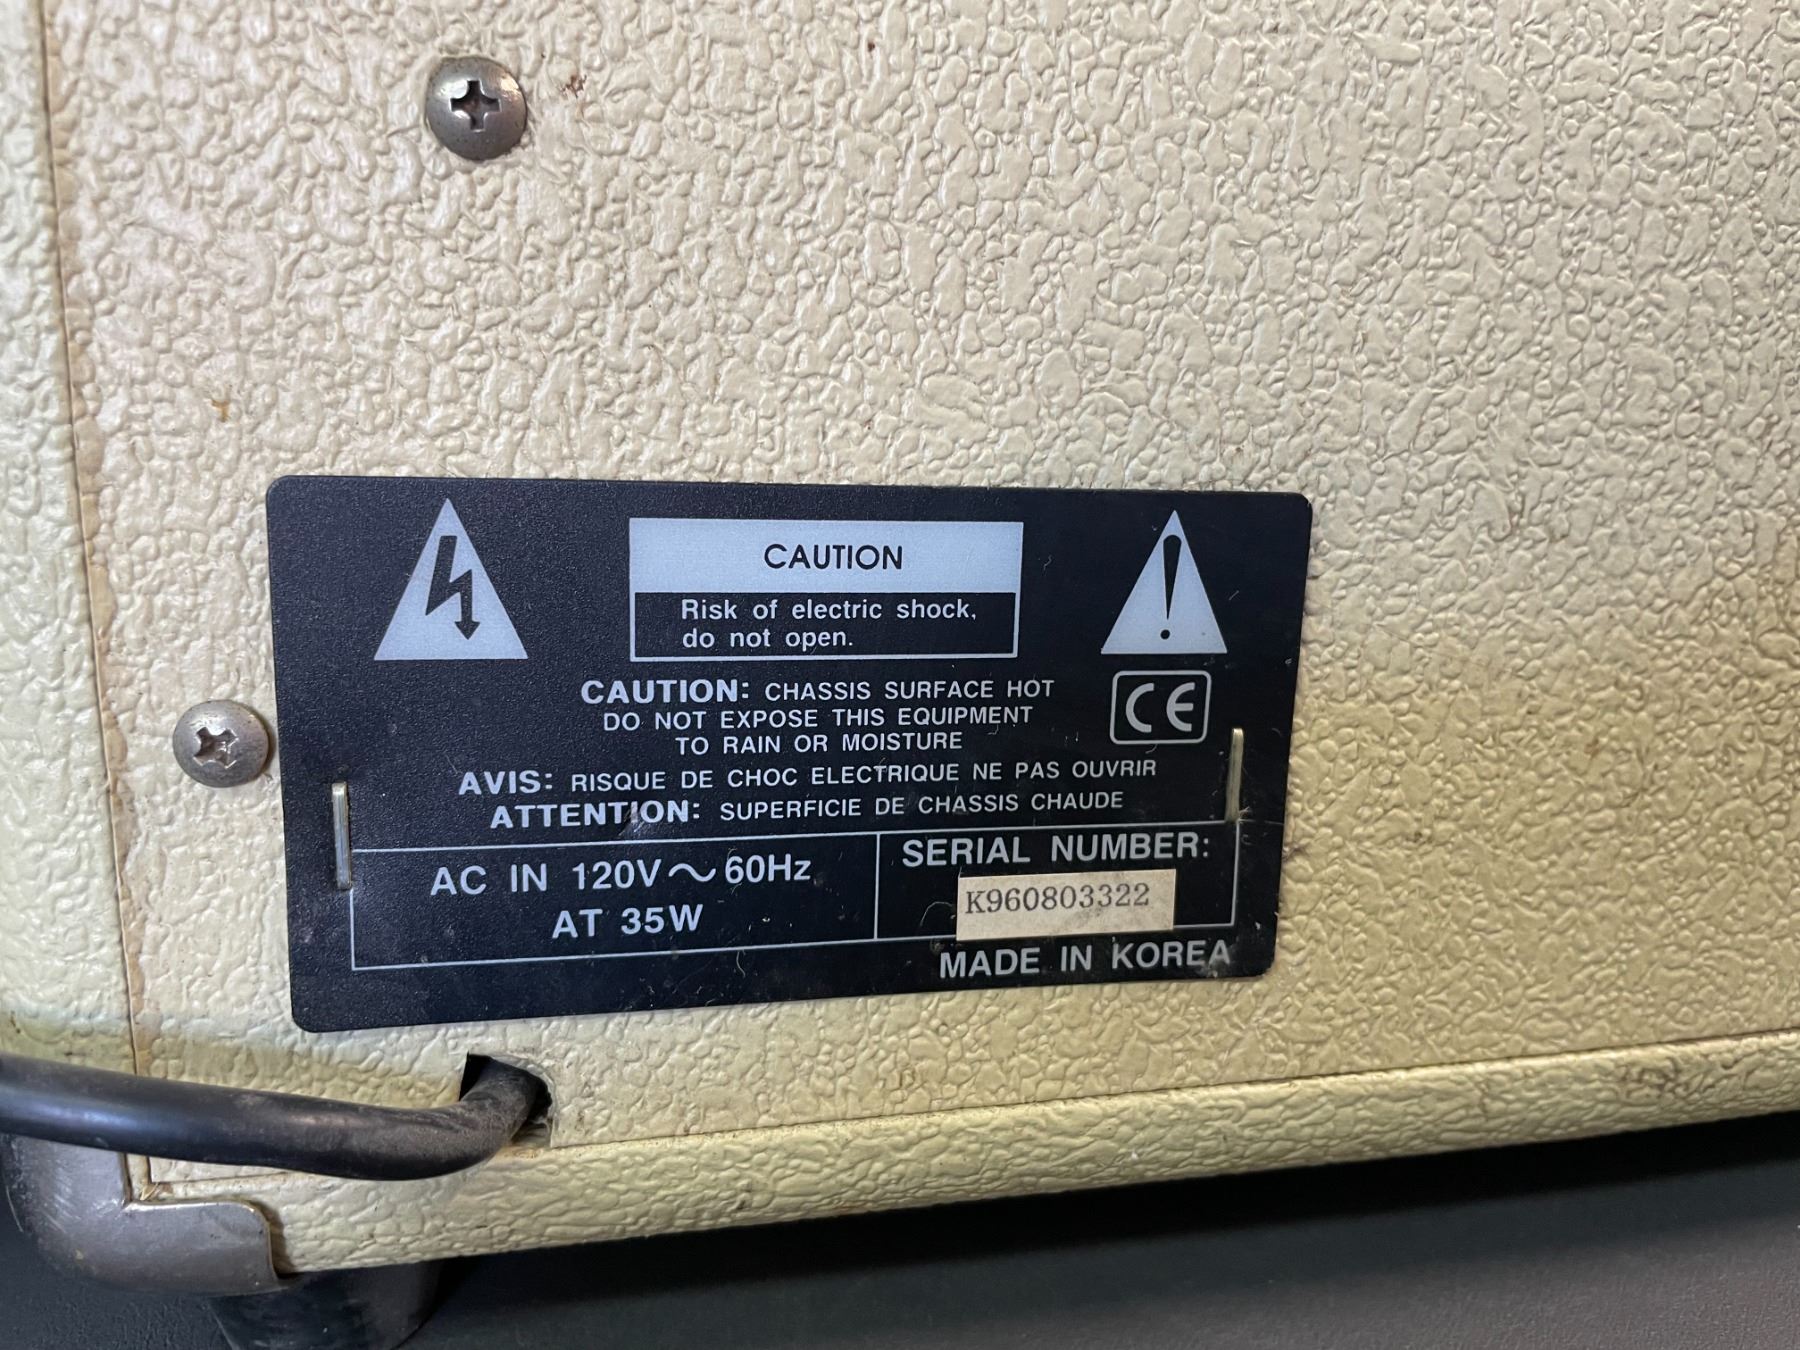 CAUTION
Risk of electric shock,
do not open.
CAUTION: CHASSIS SURFACE HOT
DO NOT EXPOSE THIS EQUIPMENT
TO RAIN OR MOISTURE
CE
AVIS: RISQUE DE CHOC ELECTRIQUE NE PAS OUVRIR
ATTENTION: SUPERFICIE DE CHASSIS CHAUDE
AC IN 120V～60Hz
AT 35W
SERIAL NUMBER:
K960803322
MADE IN KOREA